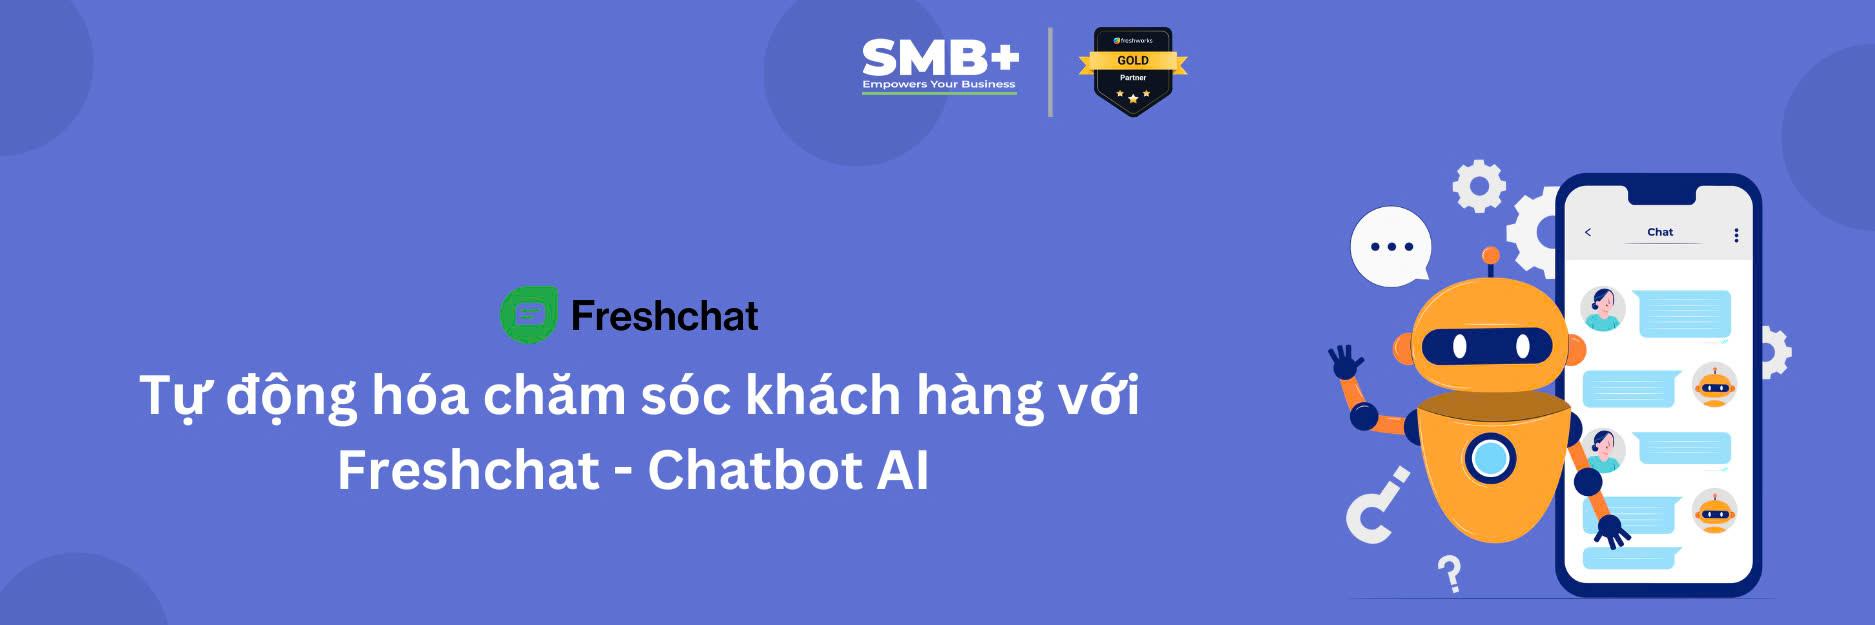 SMB+
Empowers Your Business
freshworks
GOLD
Partner
Freshchat
Tự động hóa chăm sóc khách hàng với
Freshchat - Chatbot AI
Chat